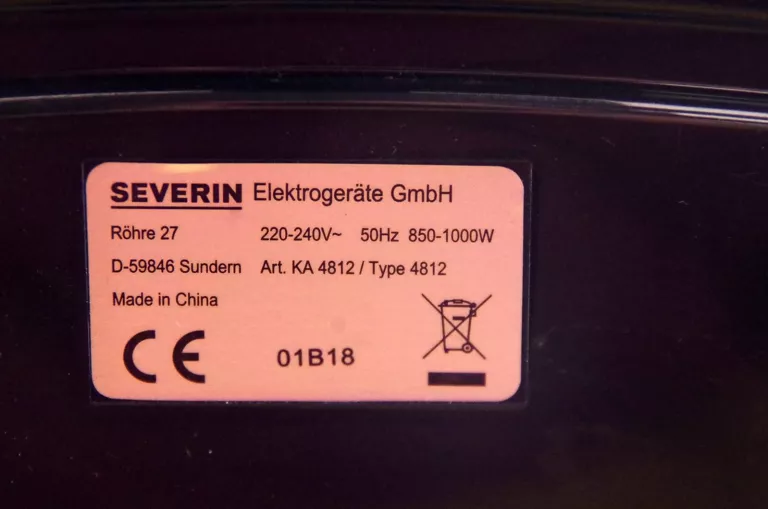 SEVERIN Elektrogeräte GmbH
Röhre 27 220-240V~ 50Hz 850-1000W
D-59846 Sundern Art. KA 4812 / Type 4812
Made in China
CE 01B18